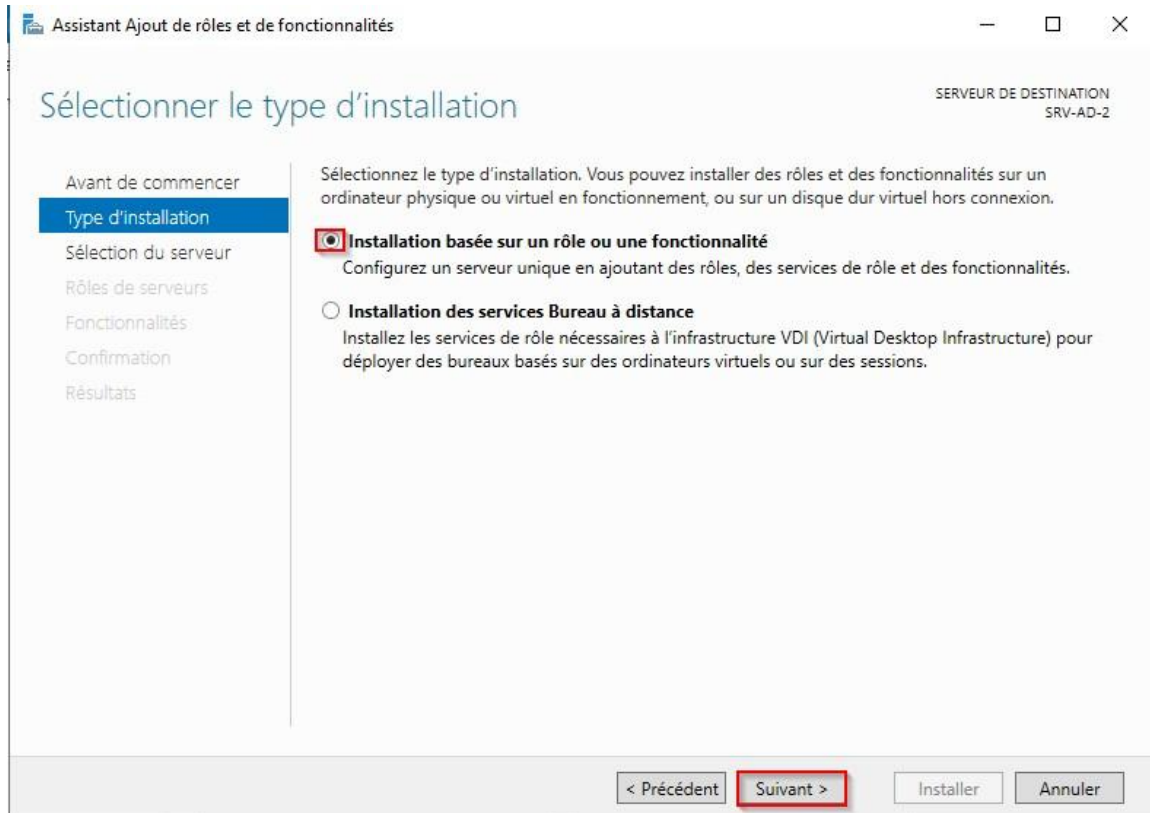 Assistant Ajout de rôles et de fonctionnalités
Sélectionner le type d'installation
SERVEUR DE DESTINATION
SRV-AD-2
Avant de commencer
Type d'installation
Sélection du serveur
Rôles de serveurs
Fonctionnalités
Confirmation
Résultats
Sélectionnez le type d'installation. Vous pouvez installer des rôles et des fonctionnalités sur un
ordinateur physique ou virtuel en fonctionnement, ou sur un disque dur virtuel hors connexion.
Installation basée sur un rôle ou une fonctionnalité
Configurez un serveur unique en ajoutant des rôles, des services de rôle et des fonctionnalités.
Installation des services Bureau à distance
Installez les services de rôle nécessaires à l'infrastructure VDI (Virtual Desktop Infrastructure) pour
déployer des bureaux basés sur des ordinateurs virtuels ou sur des sessions.
< Précédent Suivant > Installer Annuler